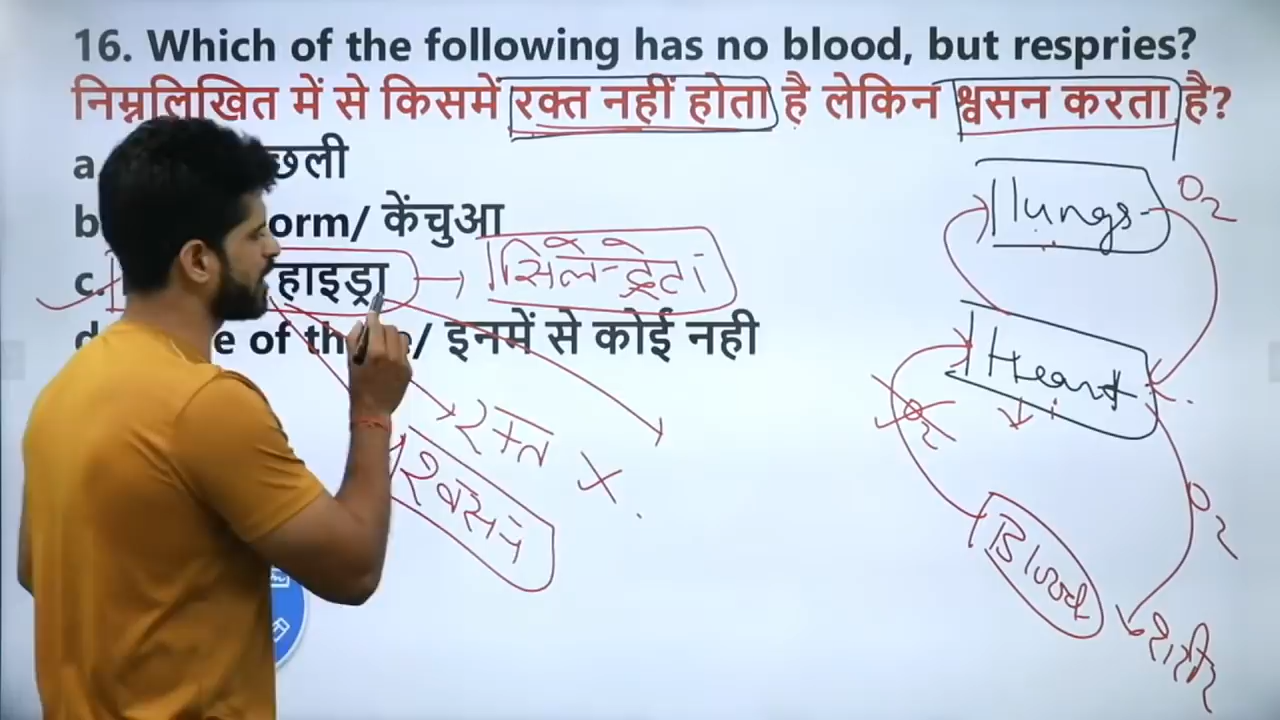 16. Which of the following has no blood, but respries?
निम्नलिखित में से किसमें रक्त नहीं होता है लेकिन श्वसन करता है?
a
b orm/ केंचुआ
c. हाइड्रा
सिलेन्ट्रेटा
e of th e/ इनमें से कोई नही
रक्त
श्वसन
lungs
O2
Heart
O2
O2
Blood
शरीर